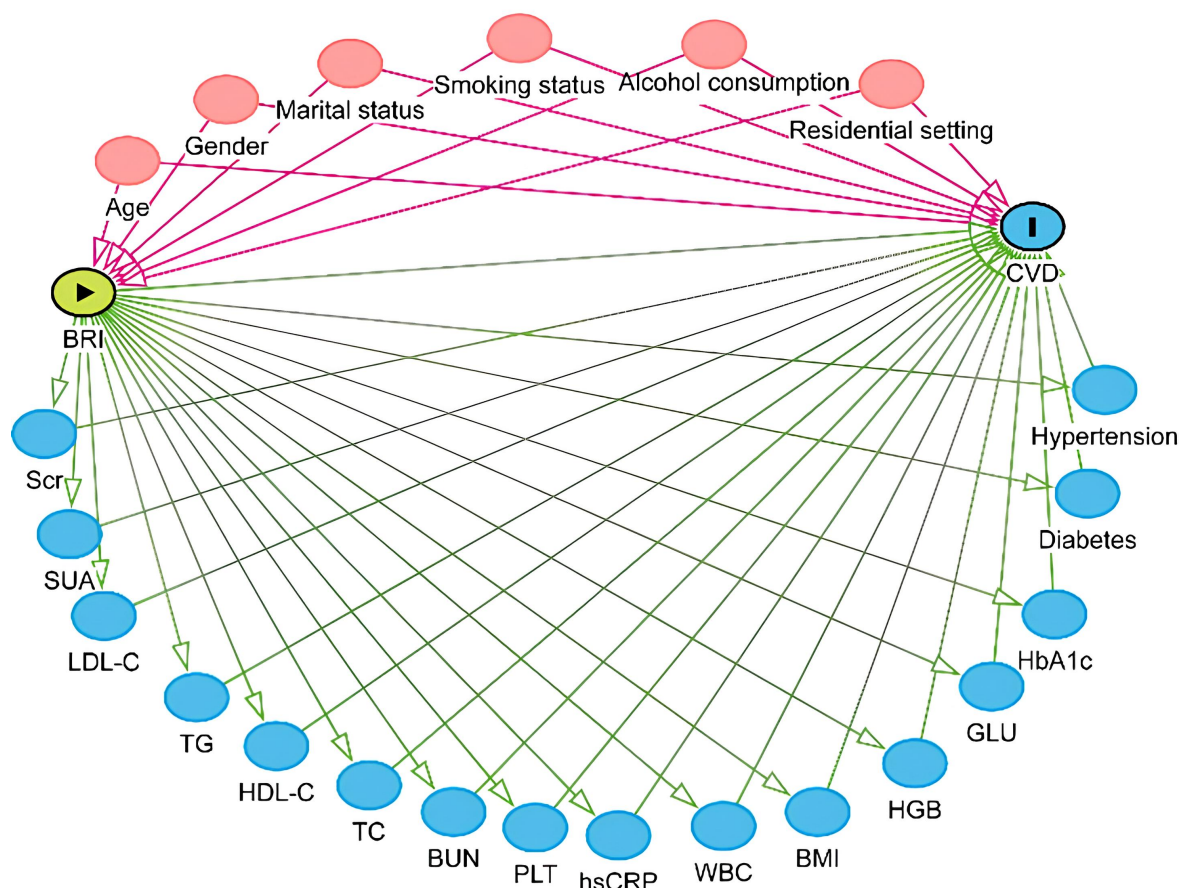 Smoking status
Alcohol consumption
Marital status
Residential setting
Gender
Age
CVD
BRI
Hypertension
Scr
Diabetes
SUA
LDL-C
HbA1c
TG
GLU
HDL-C
HGB
TC
BUN
PLT
hsCRP
WBC
BMI